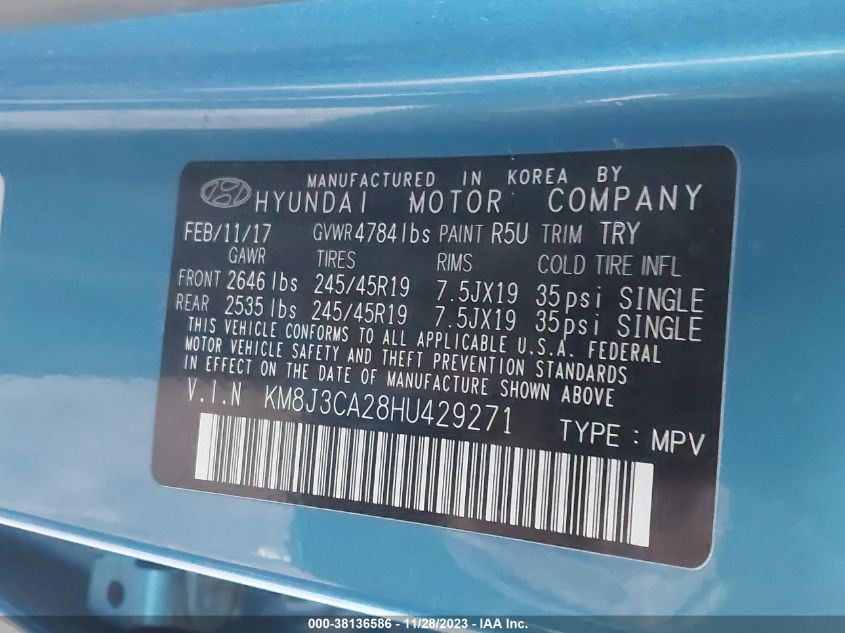 MANUFACTURED IN KOREA BY
HYUNDAI MOTOR COMPANY
FEB/11/17 GVWR 4784 lbs PAINT R5U TRIM TRY
GAWR TIRES RIMS COLD TIRE INFL
FRONT 2646 lbs 245/45R19 7.5JX19 35psi SINGLE
REAR 2535 lbs 245/45R19 7.5JX19 35psi SINGLE
THIS VEHICLE CONFORMS TO ALL APPLICABLE U.S.A. FEDERAL
MOTOR VEHICLE SAFETY AND THEFT PREVENTION STANDARDS
IN EFFECT ON THE DATE OF MANUFACTURE SHOWN ABOVE
V.I.N KM8J3CA28HU429271
TYPE : MPV
000-38136586 - 11/28/2023 - IAA Inc.